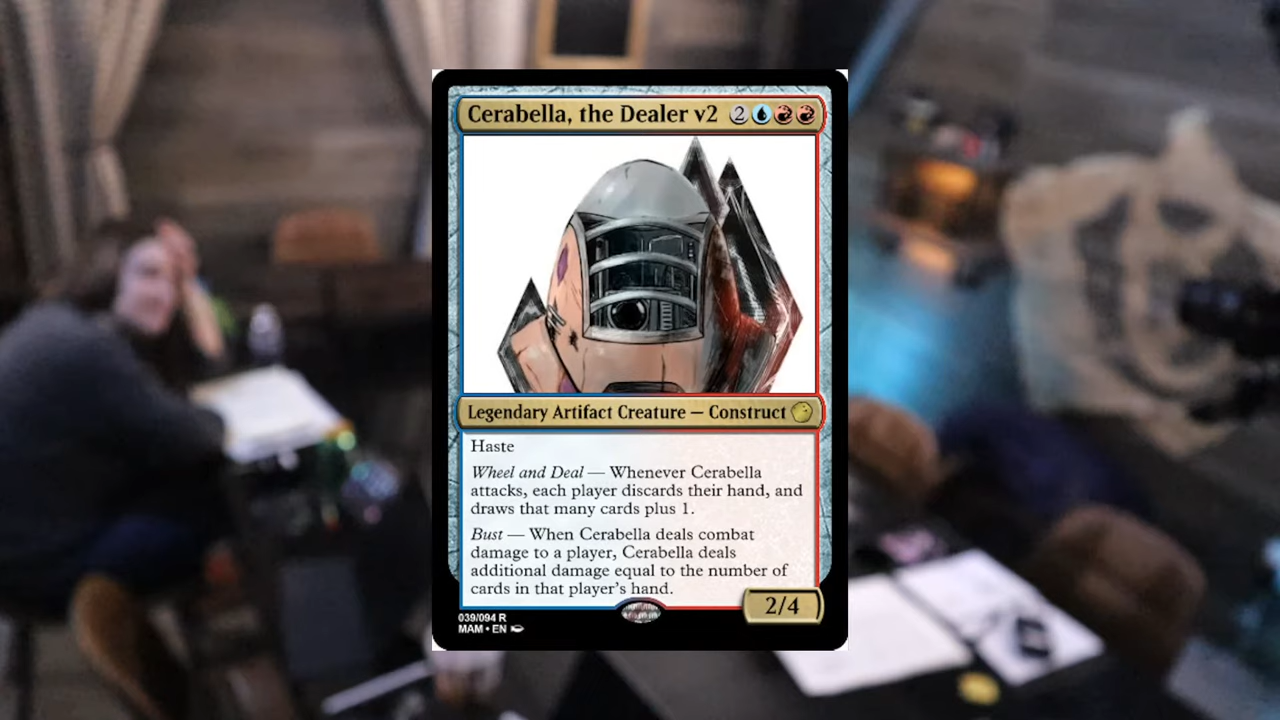 Cerabella, the Dealer v2 2
Legendary Artifact Creature — Construct
Haste
Wheel and Deal — Whenever Cerabella
attacks, each player discards their hand, and
draws that many cards plus 1.
Bust — When Cerabella deals combat
damage to a player, Cerabella deals
additional damage equal to the number of
cards in that player's hand.
2/4
039/094 R
MAM • EN